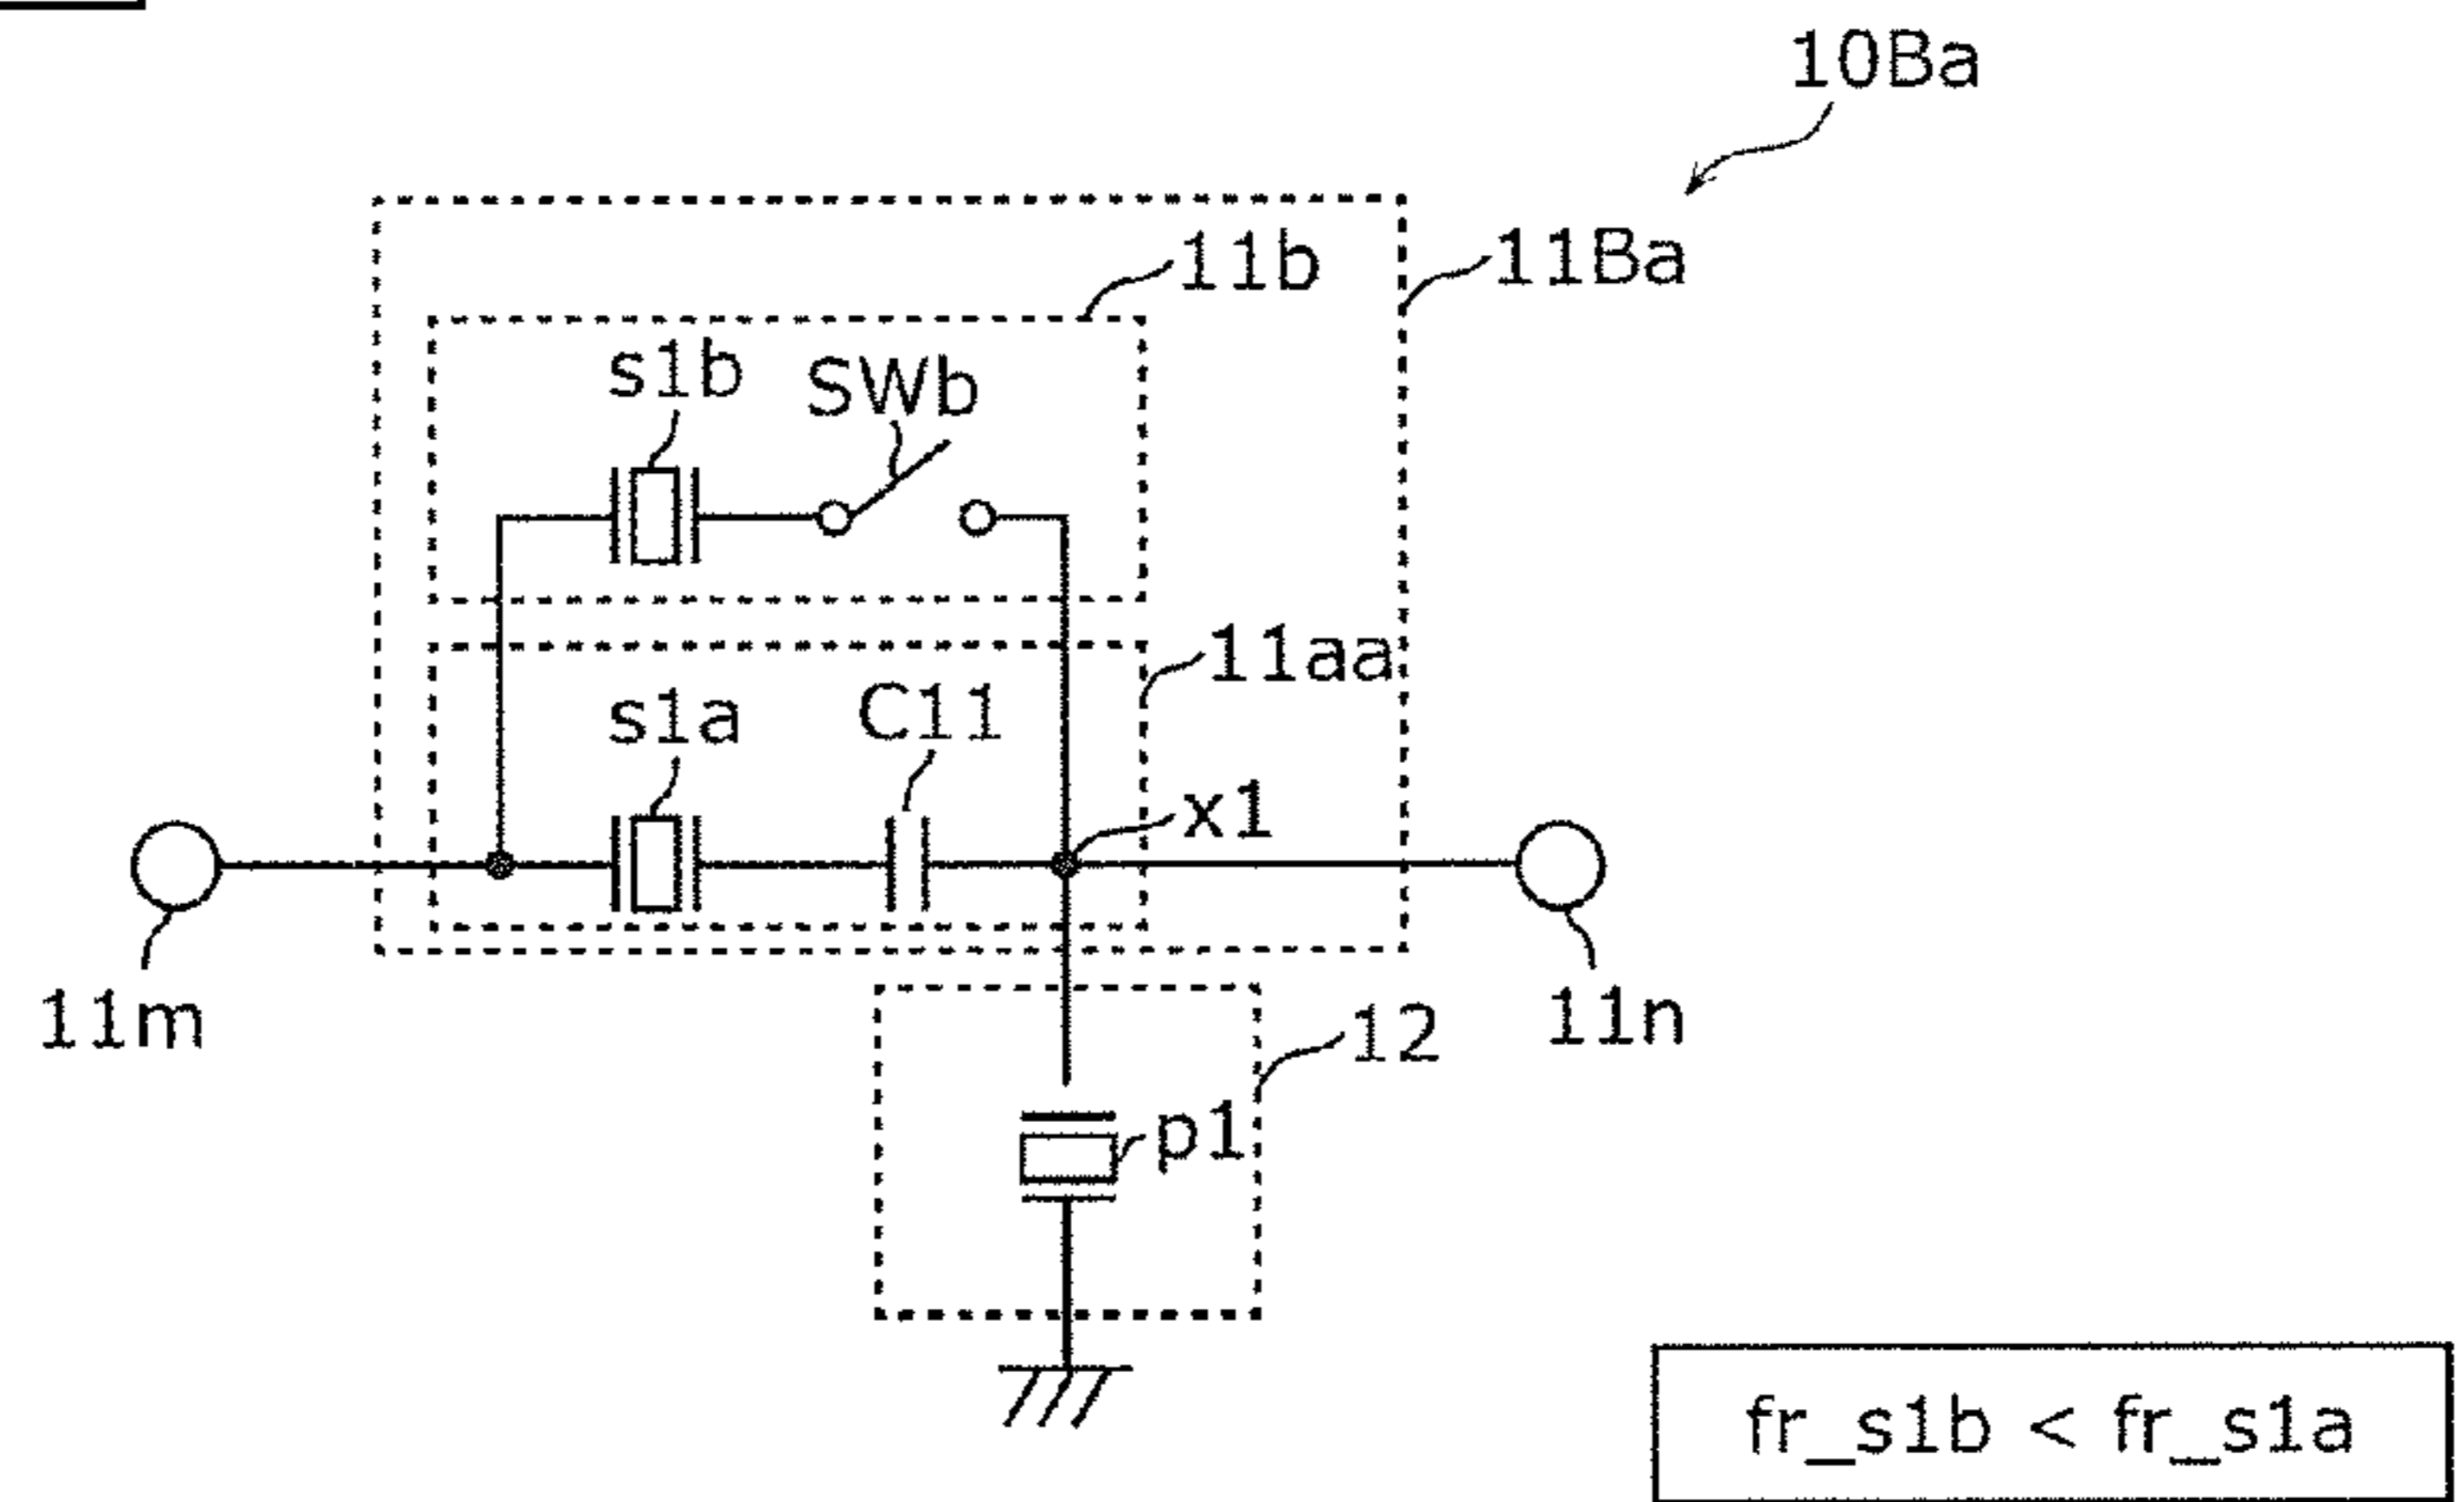 10Ba
11b
11Ba
s1b
SWb
11aa
s1a
C11
x1
11m
11n
12
p1
fr_s1b < fr_s1a